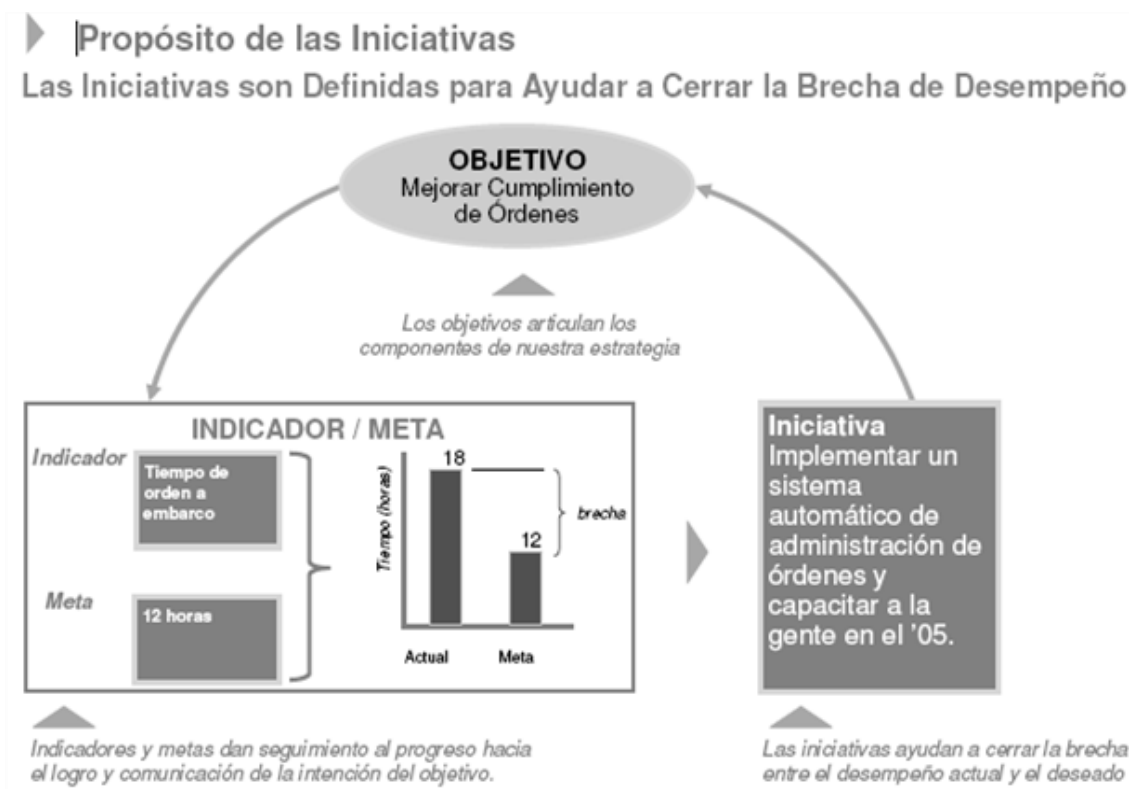 Propósito de las Iniciativas
Las Iniciativas son Definidas para Ayudar a Cerrar la Brecha de Desempeño
OBJETIVO
Mejorar Cumplimiento
de Órdenes
Los objetivos articulan los
componentes de nuestra estrategia
INDICADOR / META
Indicador
Tiempo de
orden a
embarco
Meta
12 horas
Tiempo (horas)
18
12
brecha
Actual
Meta
Iniciativa
Implementar un
sistema
automático de
administración de
órdenes y
capacitar a la
gente en el ’05.
Indicadores y metas dan seguimiento al progreso hacia
el logro y comunicación de la intención del objetivo.
Las iniciativas ayudan a cerrar la brecha
entre el desempeño actual y el deseado